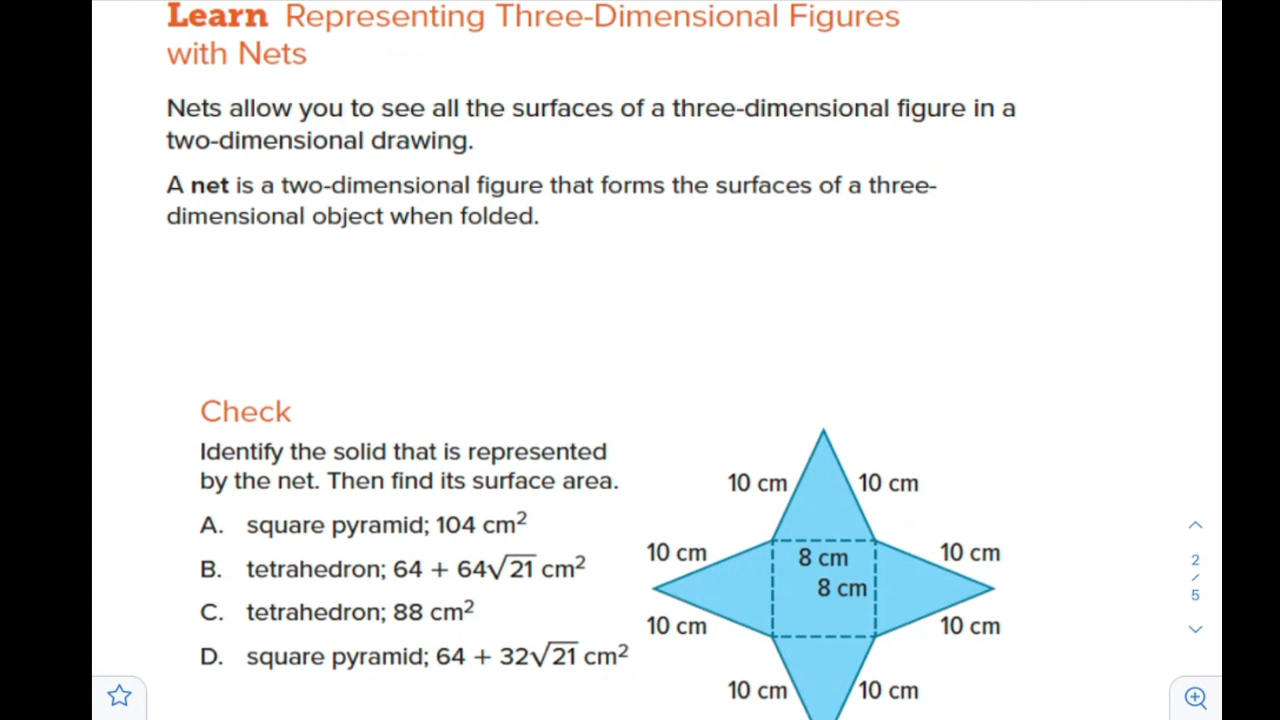 Learn Representing Three-Dimensional Figures
with Nets
Nets allow you to see all the surfaces of a three-dimensional figure in a
two-dimensional drawing.
A net is a two-dimensional figure that forms the surfaces of a three-
dimensional object when folded.
Check
Identify the solid that is represented
by the net. Then find its surface area.
A. square pyramid; 104 cm²
B. tetrahedron; 64 + 64√21 cm²
C. tetrahedron; 88 cm²
D. square pyramid; 64 + 32√21 cm²
10 cm 10 cm
10 cm 10 cm
8 cm
8 cm
10 cm 10 cm
10 cm 10 cm
2
/
5